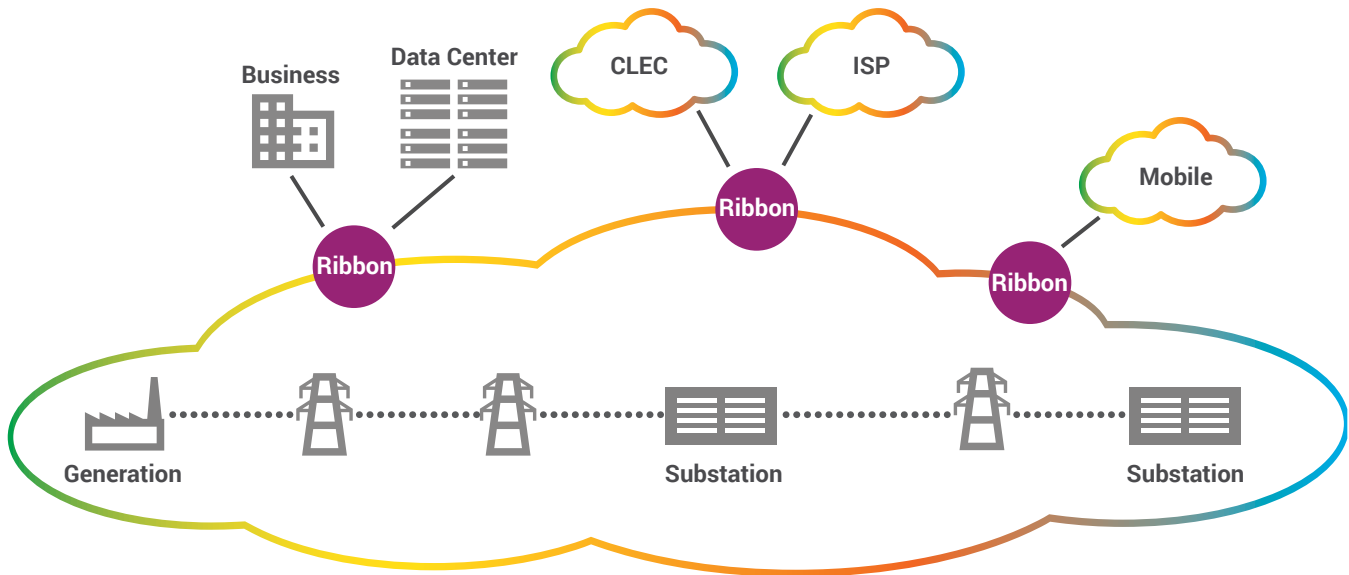 Business
Data Center
CLEC
ISP
Mobile
Ribbon
Ribbon
Ribbon
Generation
Substation
Substation